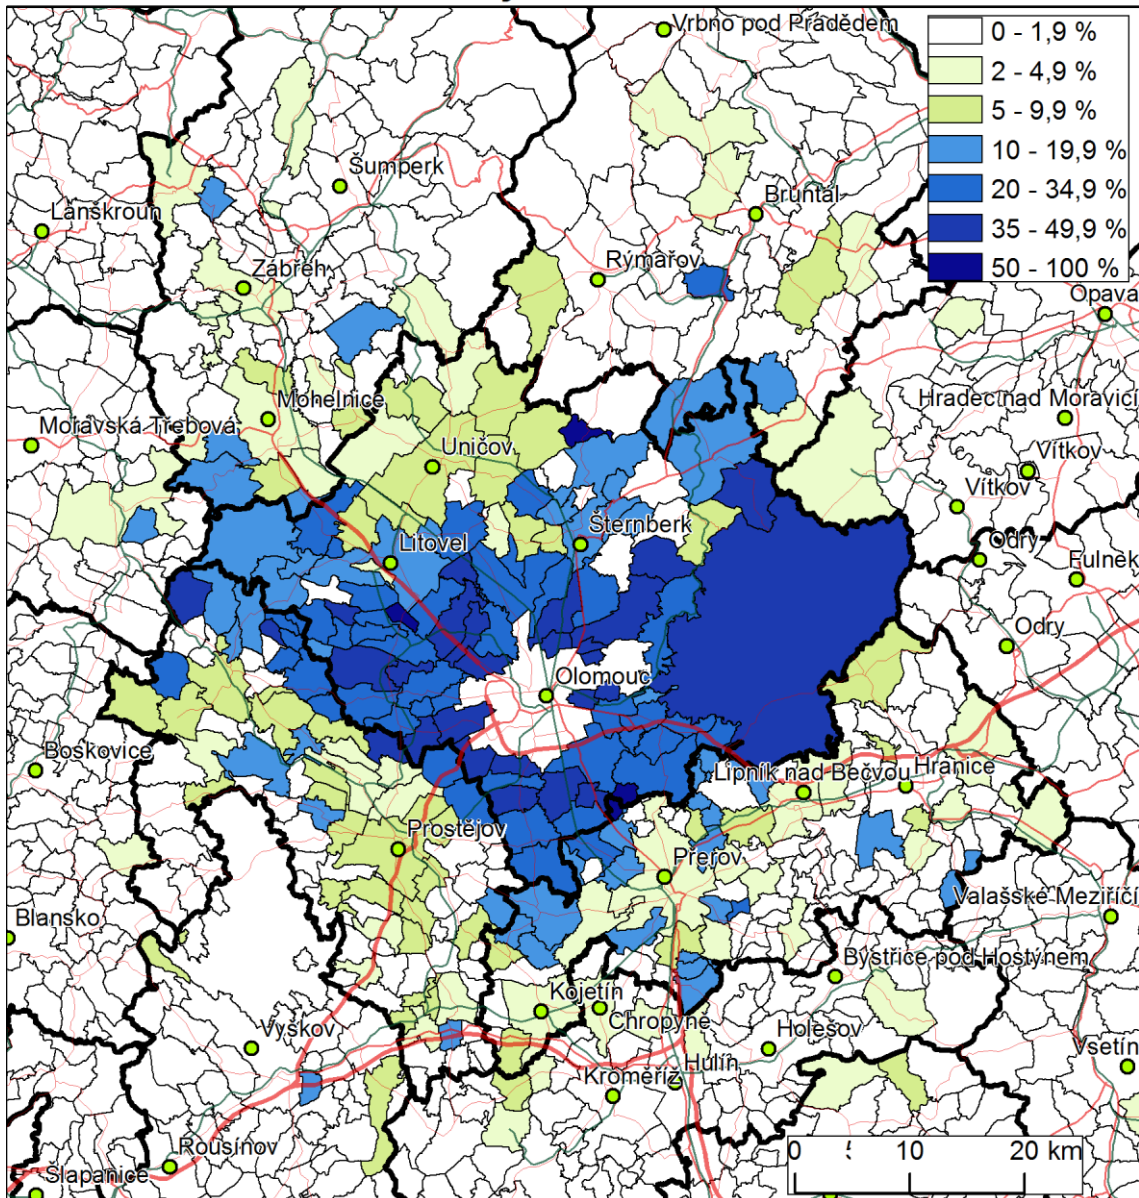 Vrbno pod Pradědem
0 - 1,9 %
2 - 4,9 %
5 - 9,9 %
10 - 19,9 %
20 - 34,9 %
35 - 49,9 %
50 - 100 %
Šumperk
Bruntál
Lanškroun
Rýmařov
Zábřeh
Opava
Mohelnice
Hradec nad Moravicí
Moravská Třebová
Uničov
Vítkov
Vítkov
Šternberk
Litovel
Odry
Fulnek
Odry
Olomouc
Boskovice
Lipník nad Bečvou
Hranice
Prostějov
Přerov
Valašské Meziříčí
Blansko
Bystřice pod Hostýnem
Kojetín
Chropyně
Vyškov
Holešov
Vsetín
Hulín
Kroměříž
Rousínov
Šlapanice
0
10
20 km